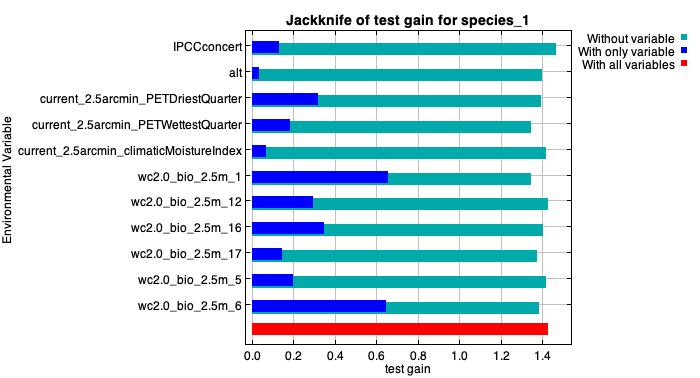 Jackknife of test gain for species_1
Without variable
With only variable
With all variables
Environmental Variable
IPCCconcert
alt
current_2.5arcmin_PETDriestQuarter
current_2.5arcmin_PETWettestQuarter
current_2.5arcmin_climaticMoistureIndex
wc2.0_bio_2.5m_1
wc2.0_bio_2.5m_12
wc2.0_bio_2.5m_16
wc2.0_bio_2.5m_17
wc2.0_bio_2.5m_5
wc2.0_bio_2.5m_6
0.0 0.2 0.4 0.6 0.8 1.0 1.2 1.4
test gain